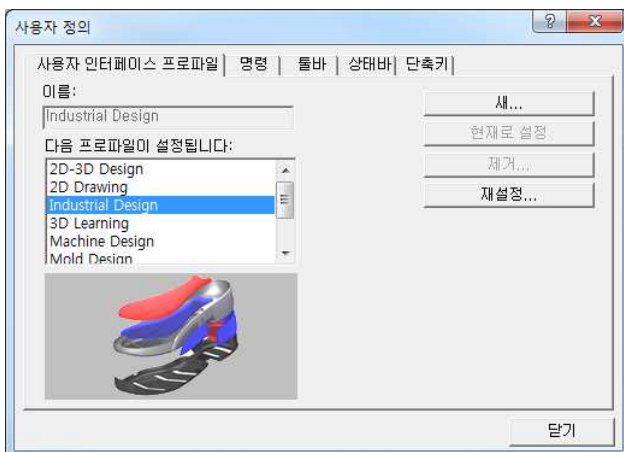 사용자 정의
사용자 인터페이스 프로파일 명령 툴바 상태바 단축키
이름:
Industrial Design
다음 프로파일이 설정됩니다:
2D-3D Design
2D Drawing
Industrial Design
3D Learning
Machine Design
Mold Design
새...
현재로 설정
제거...
재설정...
닫기